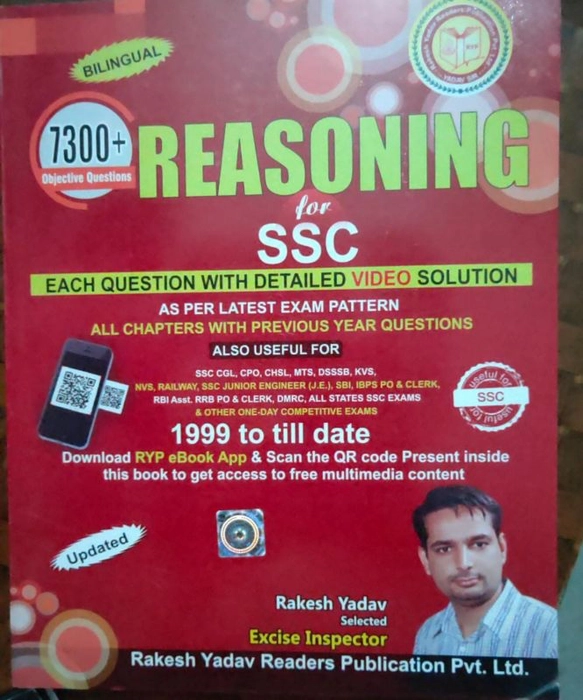 BILINGUAL
7300+
Objective Questions
REASONING
for
SSC
EACH QUESTION WITH DETAILED VIDEO SOLUTION
AS PER LATEST EXAM PATTERN
ALL CHAPTERS WITH PREVIOUS YEAR QUESTIONS
ALSO USEFUL FOR
SSC CGL, CPO, CHSL, MTS, DSSSB, KVS,
NVS, RAILWAY, SSC JUNIOR ENGINEER (J.E.), SBI, IBPS PO & CLERK,
RBI Asst. RRB PO & CLERK, DMRC, ALL STATES SSC EXAMS
& OTHER ONE-DAY COMPETITIVE EXAMS
useful for
SSC
useful for
1999 to till date
Download RYP eBook App & Scan the QR code Present inside
this book to get access to free multimedia content
Updated
Rakesh Yadav
Selected
Excise Inspector
Rakesh Yadav Readers Publication Pvt. Ltd.